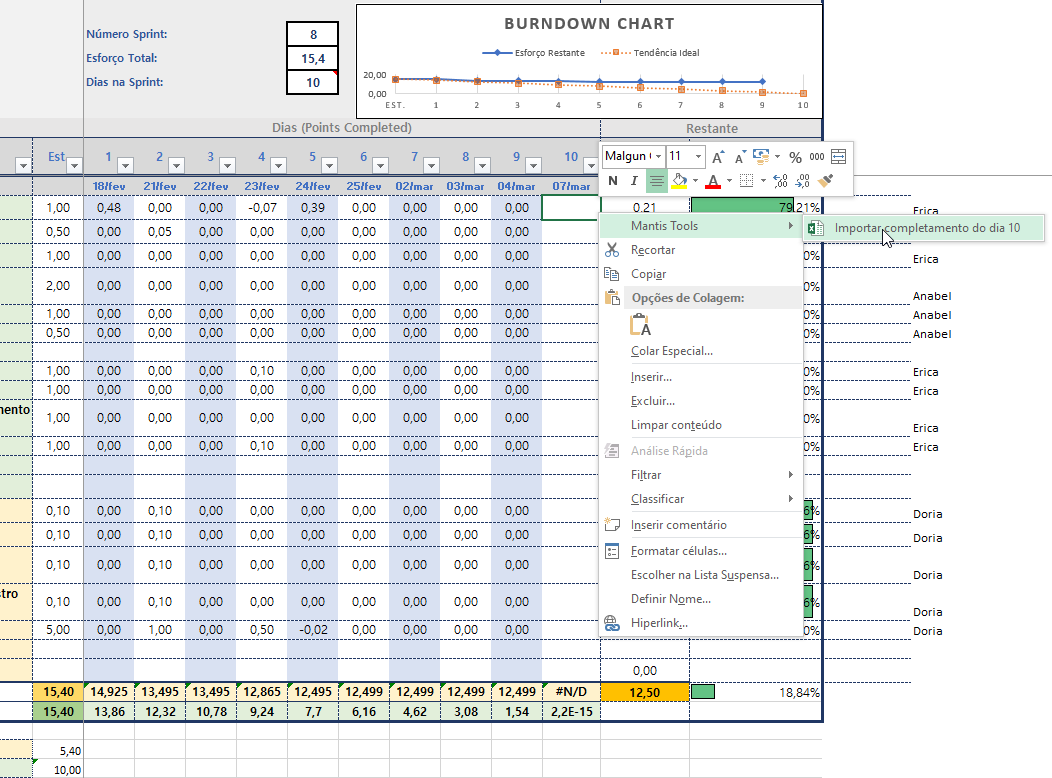 Número Sprint: 8
Esforço Total: 15,4
Dias na Sprint: 10
BURNDOWN CHART
Esforço Restante Tendência Ideal
20,00
0,00
EST. 1 2 3 4 5 6 7 8 9 10
Dias (Points Completed) Restante
Est 1 2 3 4 5 6 7 8 9 10
Malgun 11 A A % 000
N I A
18/fev 21/fev 22/fev 23/fev 24/fev 25/fev 02/mar 03/mar 04/mar 07/mar
1,00 0,48 0,00 0,00 -0,07 0,39 0,00 0,00 0,00 0,00 0,21 79,21% Erica
0,50 0,00 0,05 0,00 0,00 0,00 0,00 0,00 0,00 0,00
Mantis Tools Importar completamento do dia 10
1,00 0,00 0,00 0,00 0,00 0,00 0,00 0,00 0,00 0,00 Recortar 0% Erica
Copiar
2,00 0,00 0,00 0,00 0,00 0,00 0,00 0,00 0,00 0,00 0% Anabel
Opções de Colagem:
1,00 0,00 0,00 0,00 0,00 0,00 0,00 0,00 0,00 0,00 0% Anabel
0,50 0,00 0,00 0,00 0,00 0,00 0,00 0,00 0,00 0,00 A 0% Anabel
Colar Especial...
1,00 0,00 0,00 0,00 0,10 0,00 0,00 0,00 0,00 0,00 Inserir... 0% Erica
1,00 0,00 0,00 0,00 0,00 0,00 0,00 0,00 0,00 0,00 Excluir... 0% Erica
mento 1,00 0,00 0,00 0,00 0,00 0,00 0,00 0,00 0,00 0,00 Limpar conteúdo 0% Erica
1,00 0,00 0,00 0,00 0,10 0,00 0,00 0,00 0,00 0,00 Análise Rápida 0% Erica
Filtrar
Classificar
0,10 0,00 0,10 0,00 0,00 0,00 0,00 0,00 0,00 0,00 6% Doria
Inserir comentário
0,10 0,00 0,10 0,00 0,00 0,00 0,00 0,00 0,00 0,00 6% Doria
Formatar células...
0,10 0,00 0,10 0,00 0,00 0,00 0,00 0,00 0,00 0,00 6% Doria
Escolher na Lista Suspensa...
stro 0,10 0,00 0,10 0,00 0,00 0,00 0,00 0,00 0,00 0,00 Definir Nome... 6% Doria
5,00 0,00 1,00 0,00 0,50 -0,02 0,00 0,00 0,00 0,00 Hiperlink... 0% Doria
0,00
15,40 14,925 13,495 13,495 12,865 12,495 12,499 12,499 12,499 12,499 #N/D 12,50 18,84%
15,40 13,86 12,32 10,78 9,24 7,7 6,16 4,62 3,08 1,54 2,2E-15
5,40
10,00